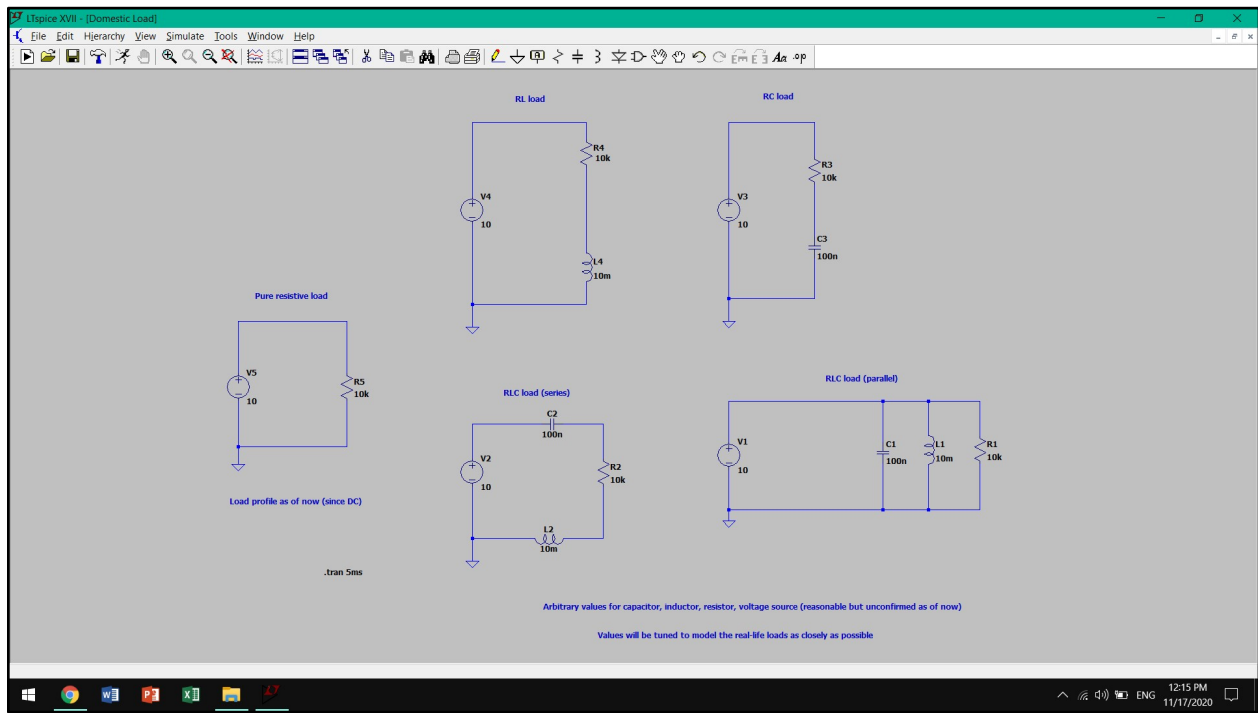 LTspice XVII - [Domestic Load]
File Edit Hierarchy View Simulate Tools Window Help
RL load
RC load
R4
10k
V4
10
L4
10m
R3
10k
V3
10
C3
100n
Pure resistive load
V5
10
R5
10k
Load profile as of now (since DC)
.tran 5ms
RLC load (series)
C2
100n
V2
10
R2
10k
L2
10m
RLC load (parallel)
V1
10
C1
100n
L1
10m
R1
10k
Arbitrary values for capacitor, inductor, resistor, voltage source (reasonable but unconfirmed as of now)
Values will be tuned to model the real-life loads as closely as possible
ENG
12:15 PM
11/17/2020